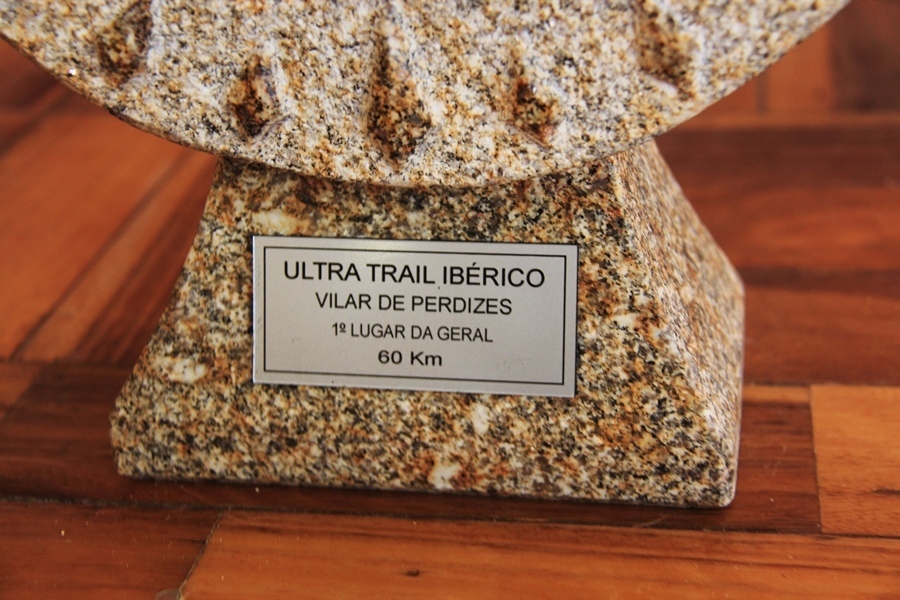 ULTRA TRAIL IBÉRICO
VILAR DE PERDIZES
1º LUGAR DA GERAL
60 Km